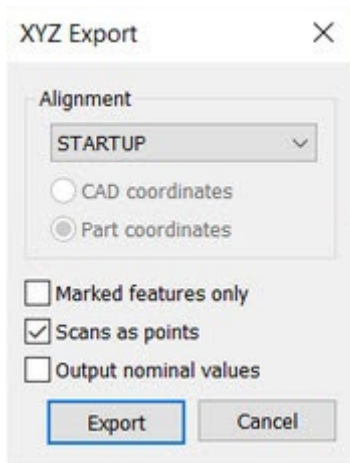 XYZ Export
Alignment
STARTUP
CAD coordinates
Part coordinates
Marked features only
Scans as points
Output nominal values
Export Cancel